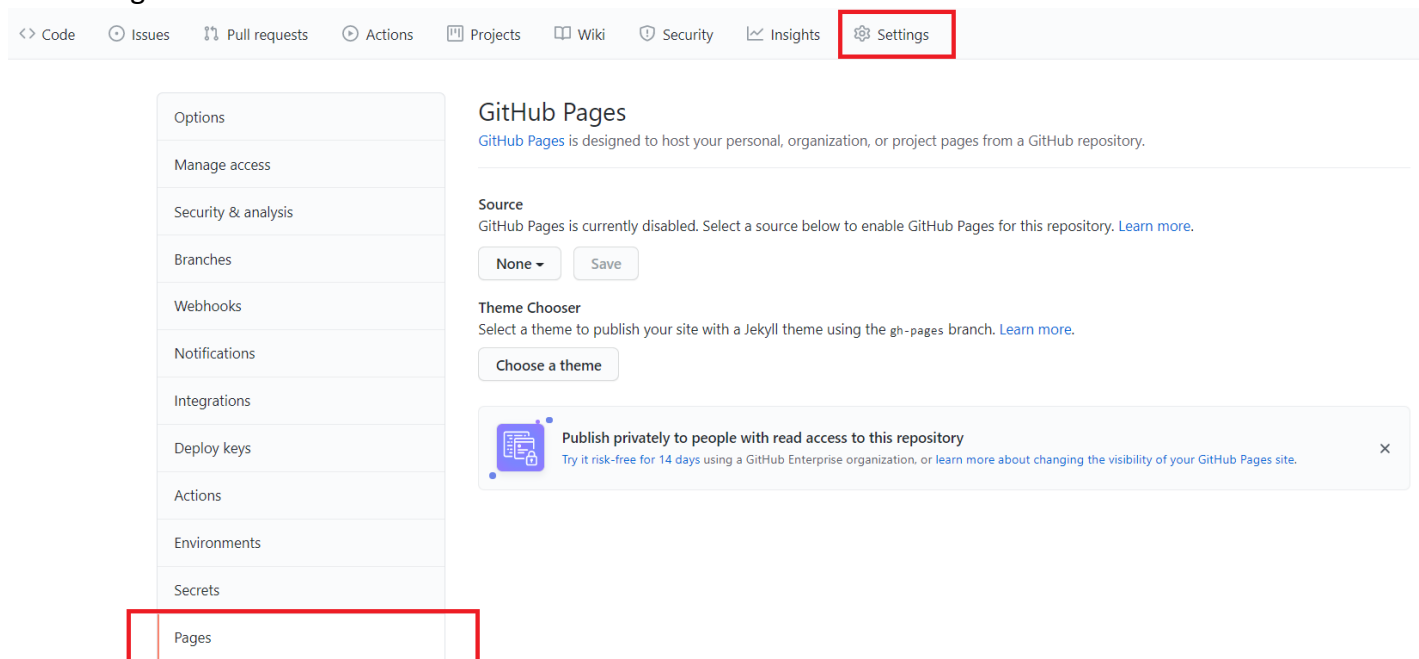 Code Issues Pull requests Actions Projects Wiki Security Insights Settings
Options
Manage access
Security & analysis
Branches
Webhooks
Notifications
Integrations
Deploy keys
Actions
Environments
Secrets
Pages
GitHub Pages
GitHub Pages is designed to host your personal, organization, or project pages from a GitHub repository.
Source
GitHub Pages is currently disabled. Select a source below to enable GitHub Pages for this repository. Learn more.
None Save
Theme Chooser
Select a theme to publish your site with a Jekyll theme using the gh-pages branch. Learn more.
Choose a theme
Publish privately to people with read access to this repository
Try it risk-free for 14 days using a GitHub Enterprise organization, or learn more about changing the visibility of your GitHub Pages site.